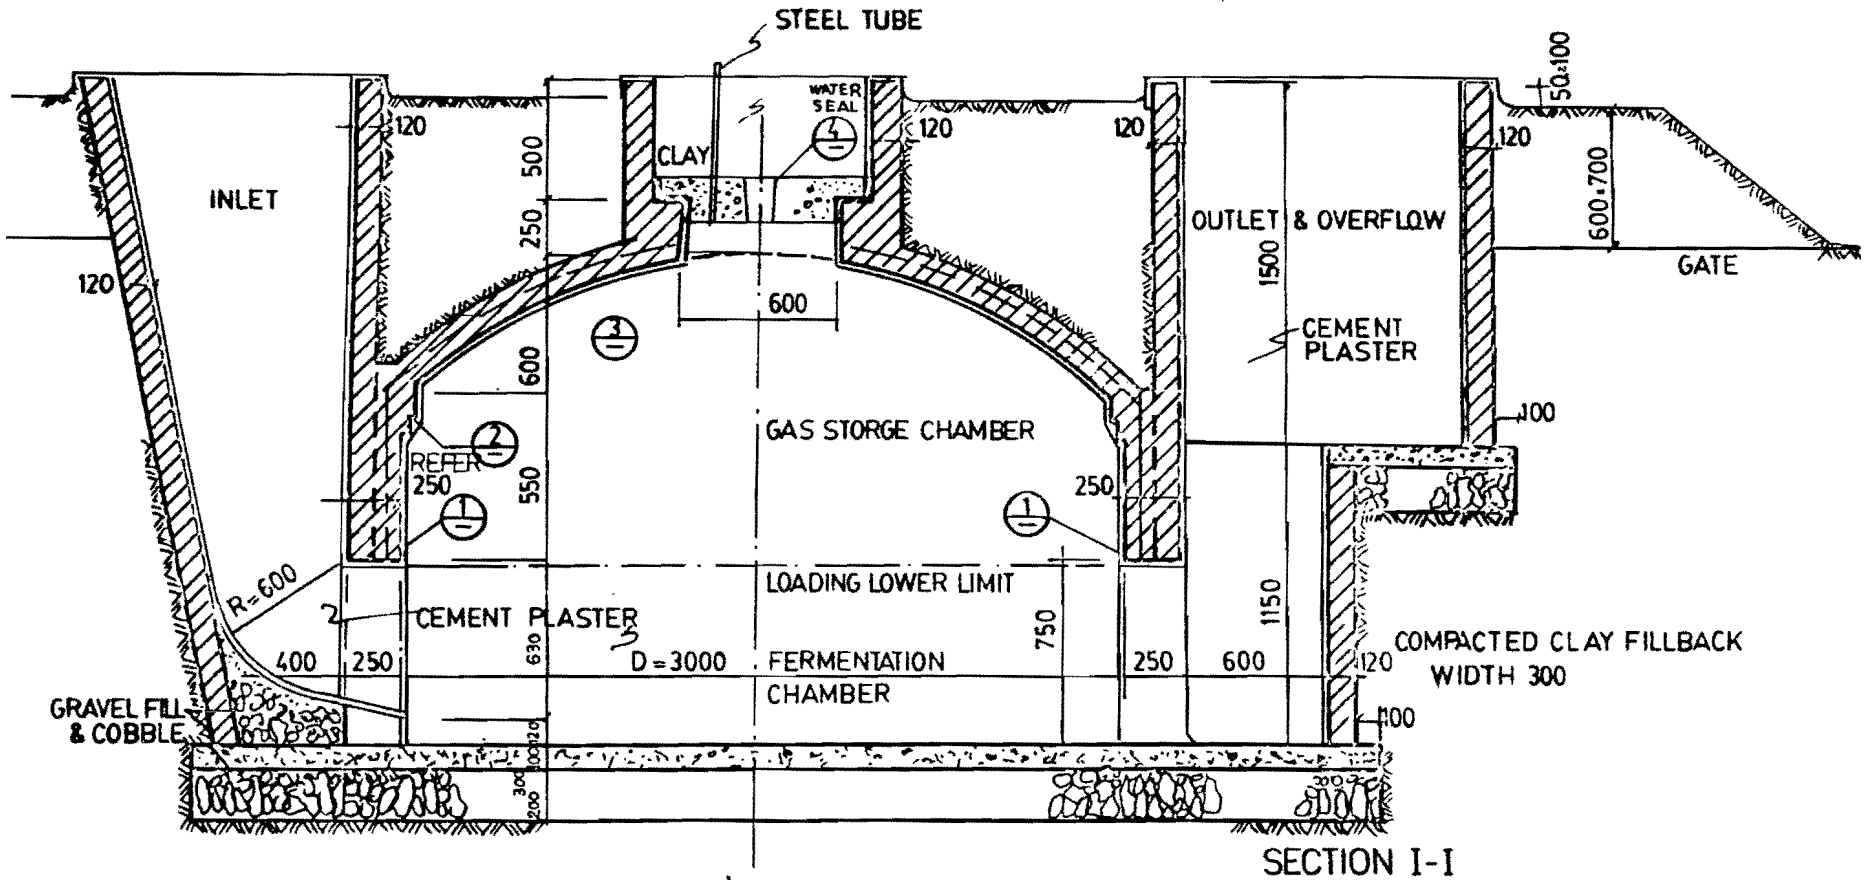 STEEL TUBE
50÷100
WATER
SEAL
4
120
120
120
120
CLAY
500
INLET
250
OUTLET & OVERFLOW
600÷700
1500
GATE
120
600
3
CEMENT
PLASTER
600
100
GAS STORGE CHAMBER
2
REFER
250
550
250
1
1
LOADING LOWER LIMIT
R=600
CEMENT PLASTER
750
1150
630
COMPACTED CLAY FILLBACK
WIDTH 300
400
250
D=3000
FERMENTATION
CHAMBER
250
600
120
GRAVEL FILL
& COBBLE
100
300
200
SECTION I-I